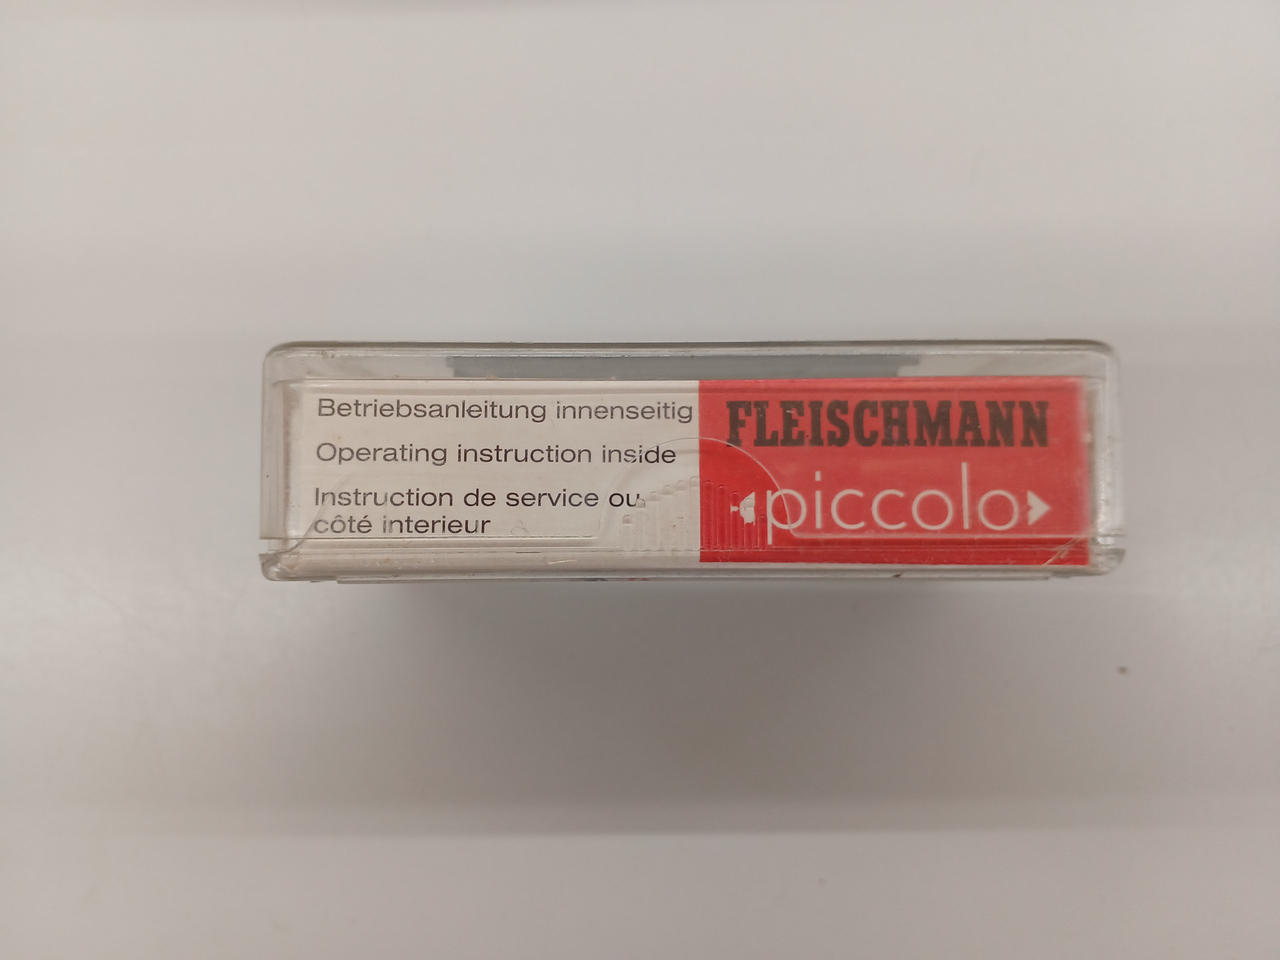 Betriebsanleitung innenseitig
Operating instruction inside
Instruction de service ou
côté interieur
FLEISCHMANN
piccolo